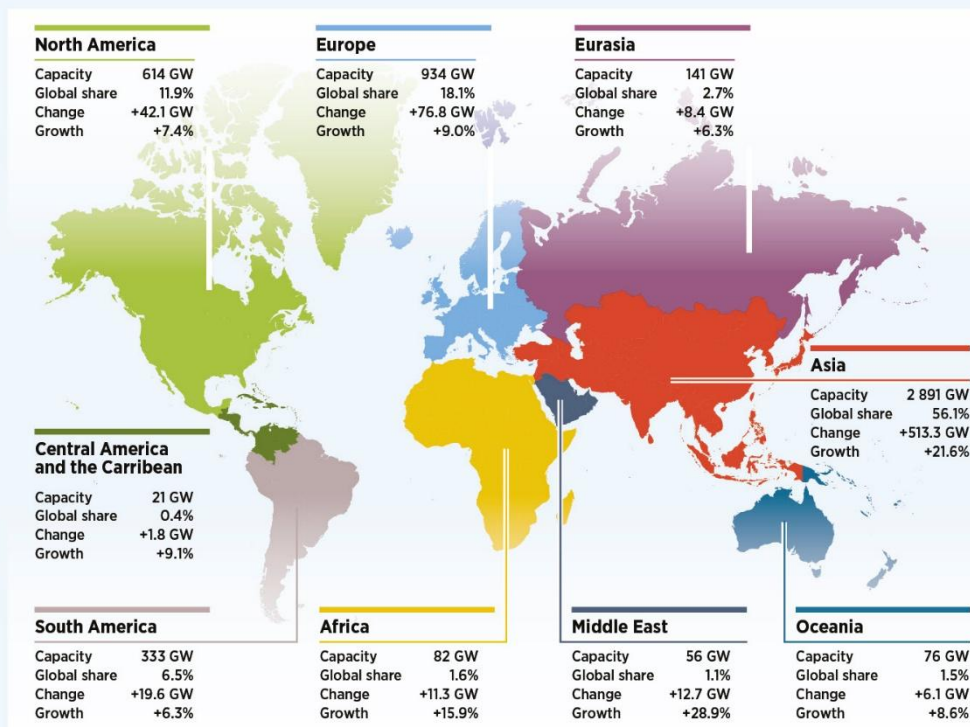 North America
Capacity 614 GW
Global share 11.9%
Change +42.1 GW
Growth +7.4%
Europe
Capacity 934 GW
Global share 18.1%
Change +76.8 GW
Growth +9.0%
Eurasia
Capacity 141 GW
Global share 2.7%
Change +8.4 GW
Growth +6.3%
Asia
Capacity 2 891 GW
Global share 56.1%
Change +513.3 GW
Growth +21.6%
Central America
and the Carribean
Capacity 21 GW
Global share 0.4%
Change +1.8 GW
Growth +9.1%
South America
Capacity 333 GW
Global share 6.5%
Change +19.6 GW
Growth +6.3%
Africa
Capacity 82 GW
Global share 1.6%
Change +11.3 GW
Growth +15.9%
Middle East
Capacity 56 GW
Global share 1.1%
Change +12.7 GW
Growth +28.9%
Oceania
Capacity 76 GW
Global share 1.5%
Change +6.1 GW
Growth +8.6%